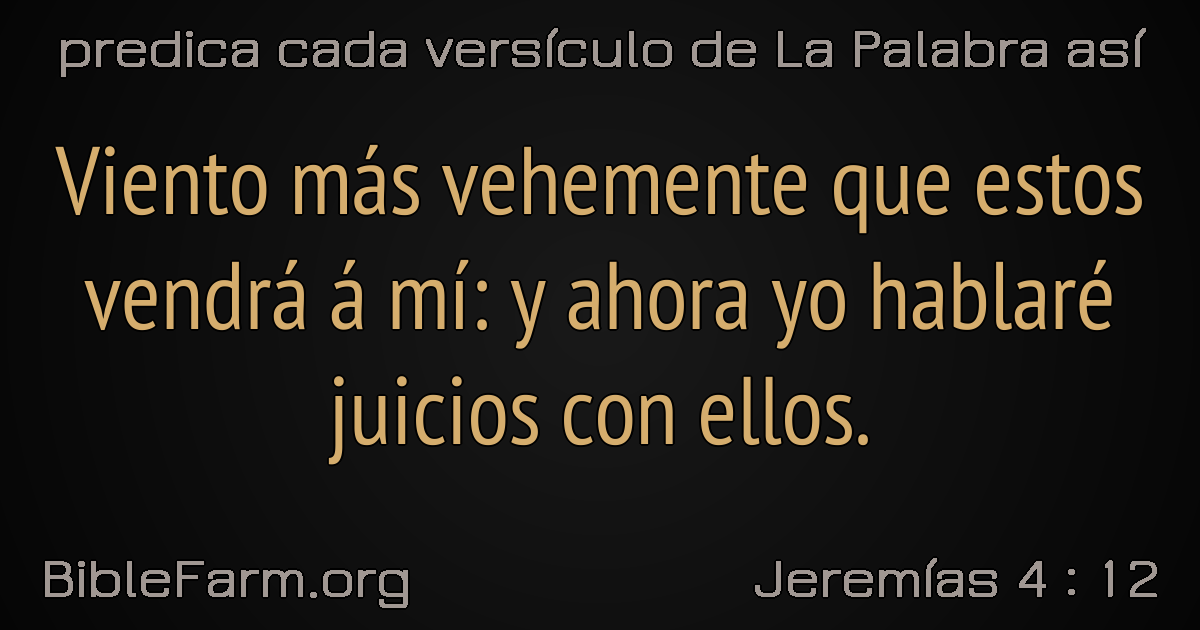 predica cada versículo de La Palabra así
Viento más vehemente que estos
vendrá á mí: y ahora yo hablaré
juicios con ellos.
BibleFarm.org
Jeremías 4 : 12